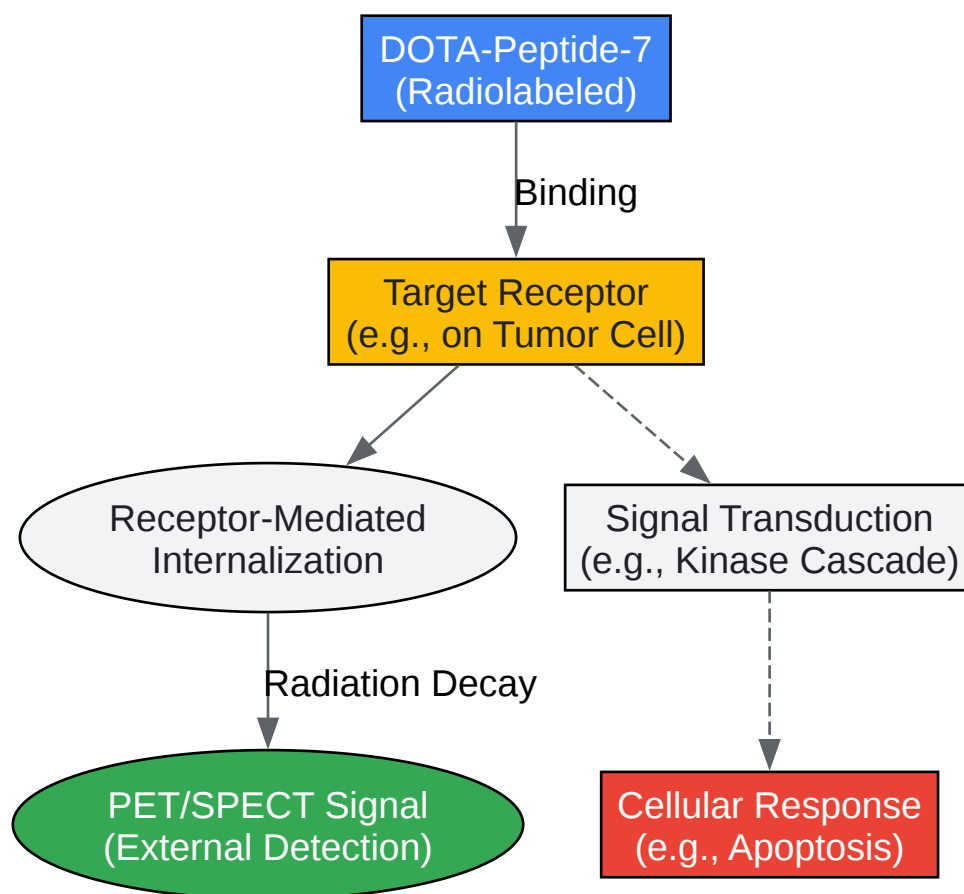 DOTA-Peptide-7
(Radiolabeled)
Binding
Target Receptor
(e.g., on Tumor Cell)
Receptor-Mediated
Internalization
Signal Transduction
(e.g., Kinase Cascade)
Radiation Decay
PET/SPECT Signal
(External Detection)
Cellular Response
(e.g., Apoptosis)